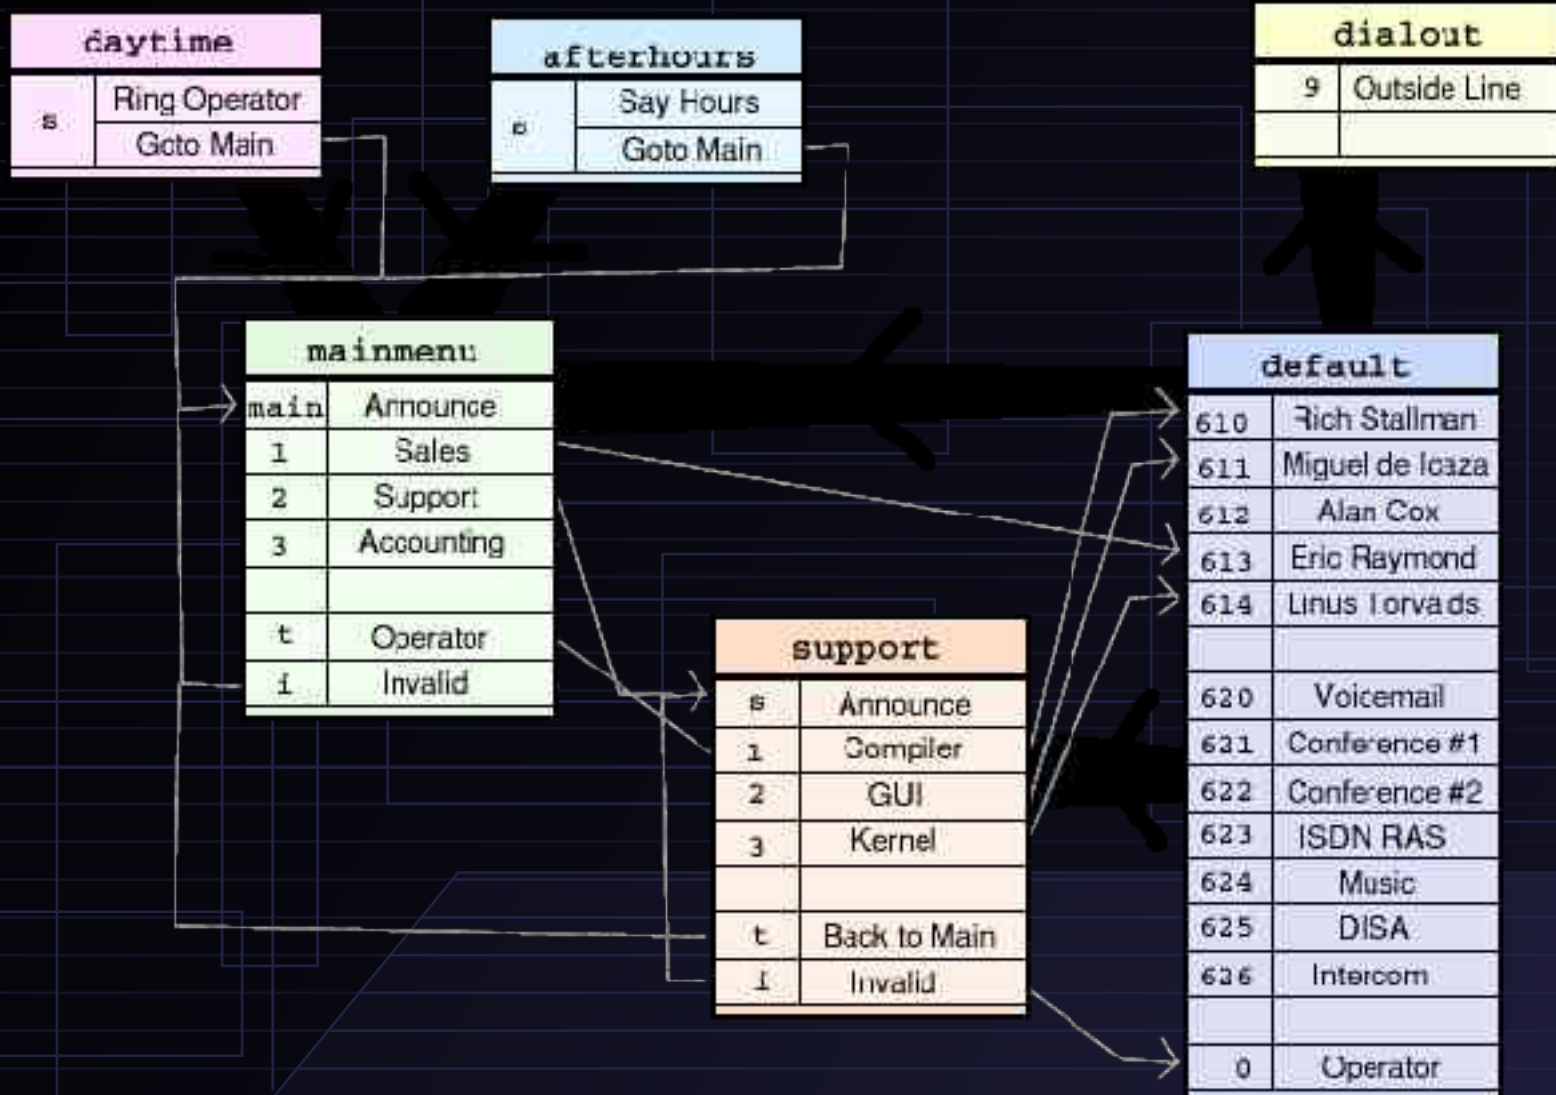 daytime
s Ring Operator
Goto Main
afterhours
s Say Hours
Goto Main
dialout
9 Outside Line
mainmenu
main Announce
1 Sales
2 Support
3 Accounting
t Operator
i Invalid
support
s Announce
1 Compiler
2 GUI
3 Kernel
t Back to Main
i Invalid
default
610 Rich Stallman
611 Miguel de Icaza
612 Alan Cox
613 Eric Raymond
614 Linus Torvalds
620 Voicemail
621 Conference #1
622 Conference #2
623 ISDN RAS
624 Music
625 DISA
626 Intercom
0 Operator